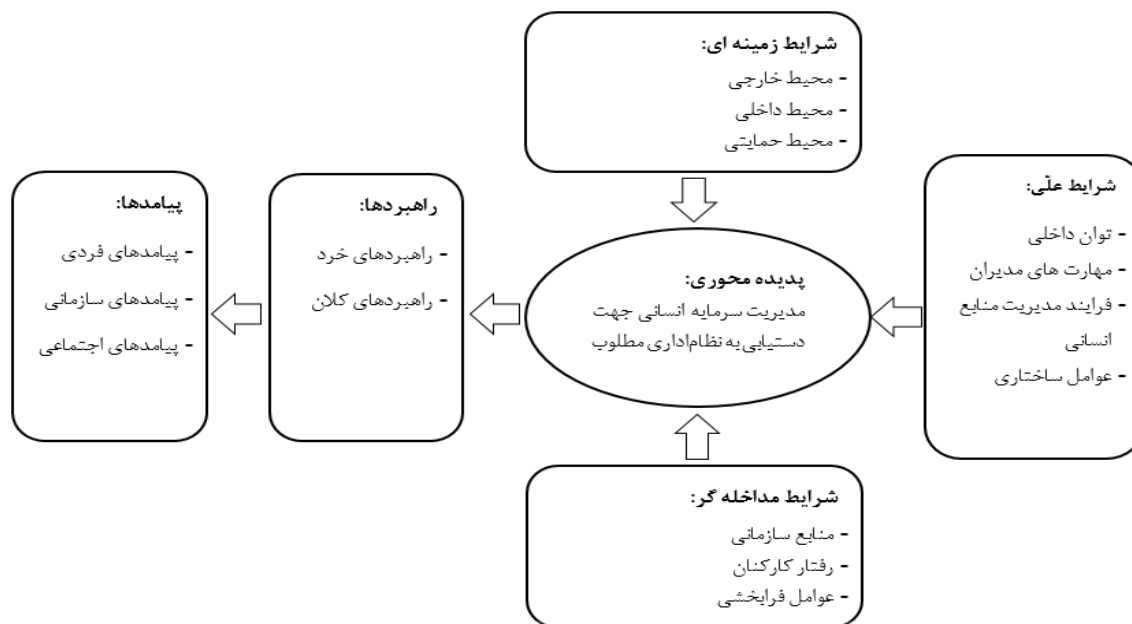 شرایط زمینه ای:
- محیط خارجی
- محیط داخلی
- محیط حمایتی
شرایط علّی:
- توان داخلی
- مهارت های مدیران
- فرایند مدیریت منابع
انسانی
- عوامل ساختاری
پدیده محوری:
مدیریت سرمایه انسانی جهت
دستیابی به نظام‌اداری مطلوب
راهبردها:
- راهبردهای خرد
- راهبردهای کلان
پیامدها:
- پیامدهای فردی
- پیامدهای سازمانی
- پیامدهای اجتماعی
شرایط مداخله گر:
- منابع سازمانی
- رفتار کارکنان
- عوامل فرابخشی